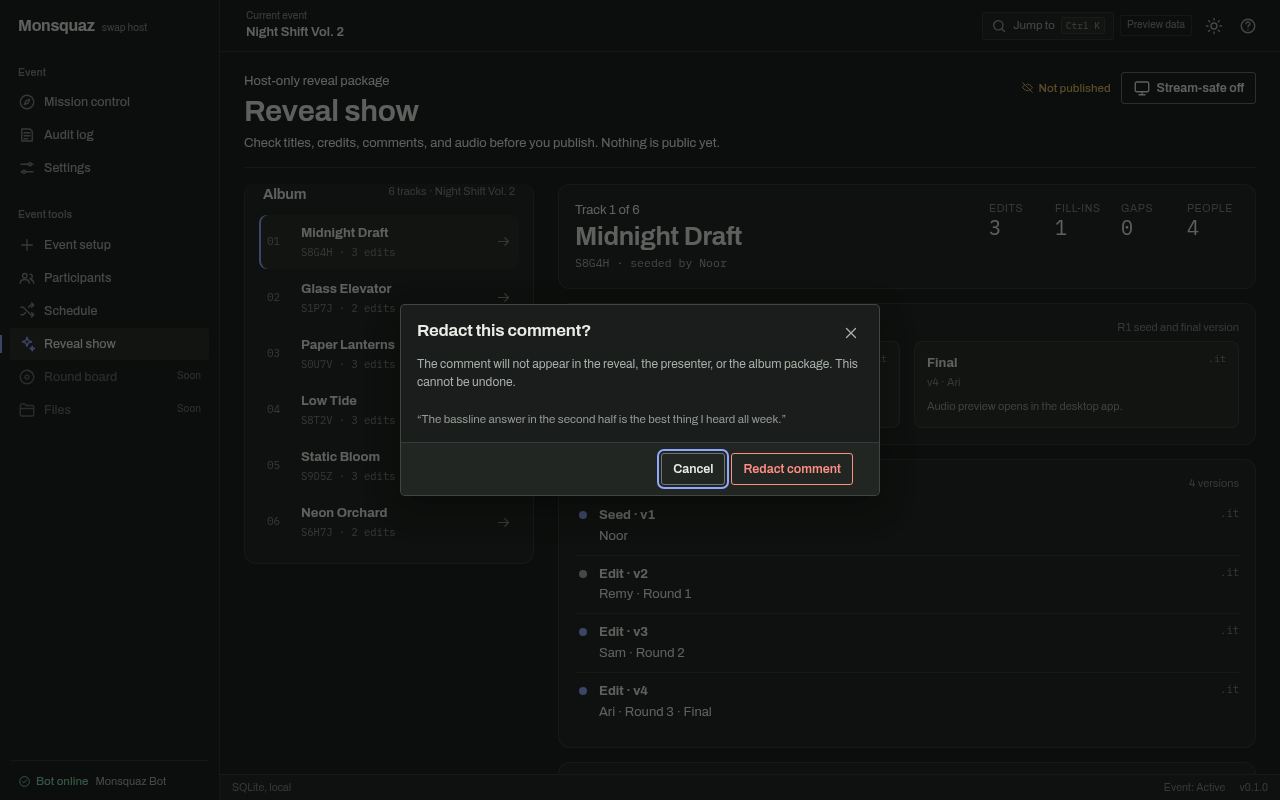 Monsquaz swap host
Event
Mission control
Audit log
Settings
Event tools
Event setup
Participants
Schedule
Reveal show
Round board Soon
Files Soon
Bot online Monsquaz Bot
Current event
Night Shift Vol. 2
Jump to Ctrl K
Preview data
Host-only reveal package
Reveal show
Check titles, credits, comments, and audio before you publish. Nothing is public yet.
Not published
Stream-safe off
Album 6 tracks · Night Shift Vol. 2
01 Midnight Draft
S8G4H · 3 edits
02 Glass Elevator
S1P7J · 2 edits
03 Paper Lanterns
S0U7V · 3 edits
04 Low Tide
S8T2V · 3 edits
05 Static Bloom
S9D5Z · 3 edits
06 Neon Orchard
S6H7J · 2 edits
Track 1 of 6
Midnight Draft
S8G4H · seeded by Noor
EDITS FILL-INS GAPS PEOPLE
3 1 0 4
R1 seed and final version
Final .it
v4 · Ari
Audio preview opens in the desktop app.
Redact this comment?
The comment will not appear in the reveal, the presenter, or the album package. This
cannot be undone.
“The bassline answer in the second half is the best thing I heard all week.”
Cancel
Redact comment
4 versions
Seed · v1 .it
Noor
Edit · v2 .it
Remy · Round 1
Edit · v3 .it
Sam · Round 2
Edit · v4 .it
Ari · Round 3 · Final
SQLite, local
Event: Active v0.1.0